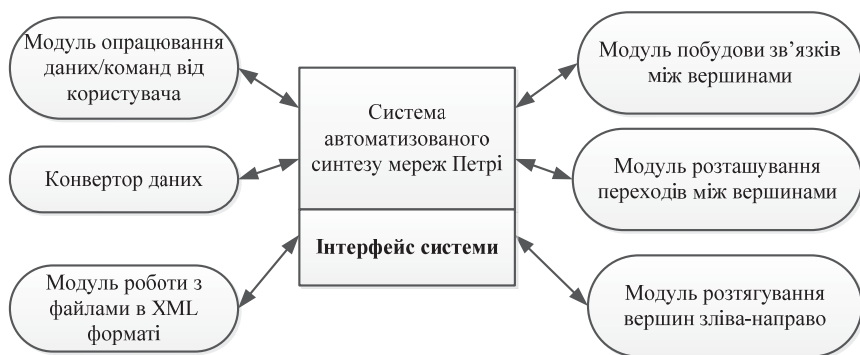 Модуль опрацювання
даних/команд від
користувача
Конвертор даних
Модуль роботи з
файлами в XML
форматі
Система
автоматизованого
синтезу мереж Петрі
Інтерфейс системи
Модуль побудови зв’язків
між вершинами
Модуль розташування
переходів між вершинами
Модуль розтягування
вершин зліва-направо